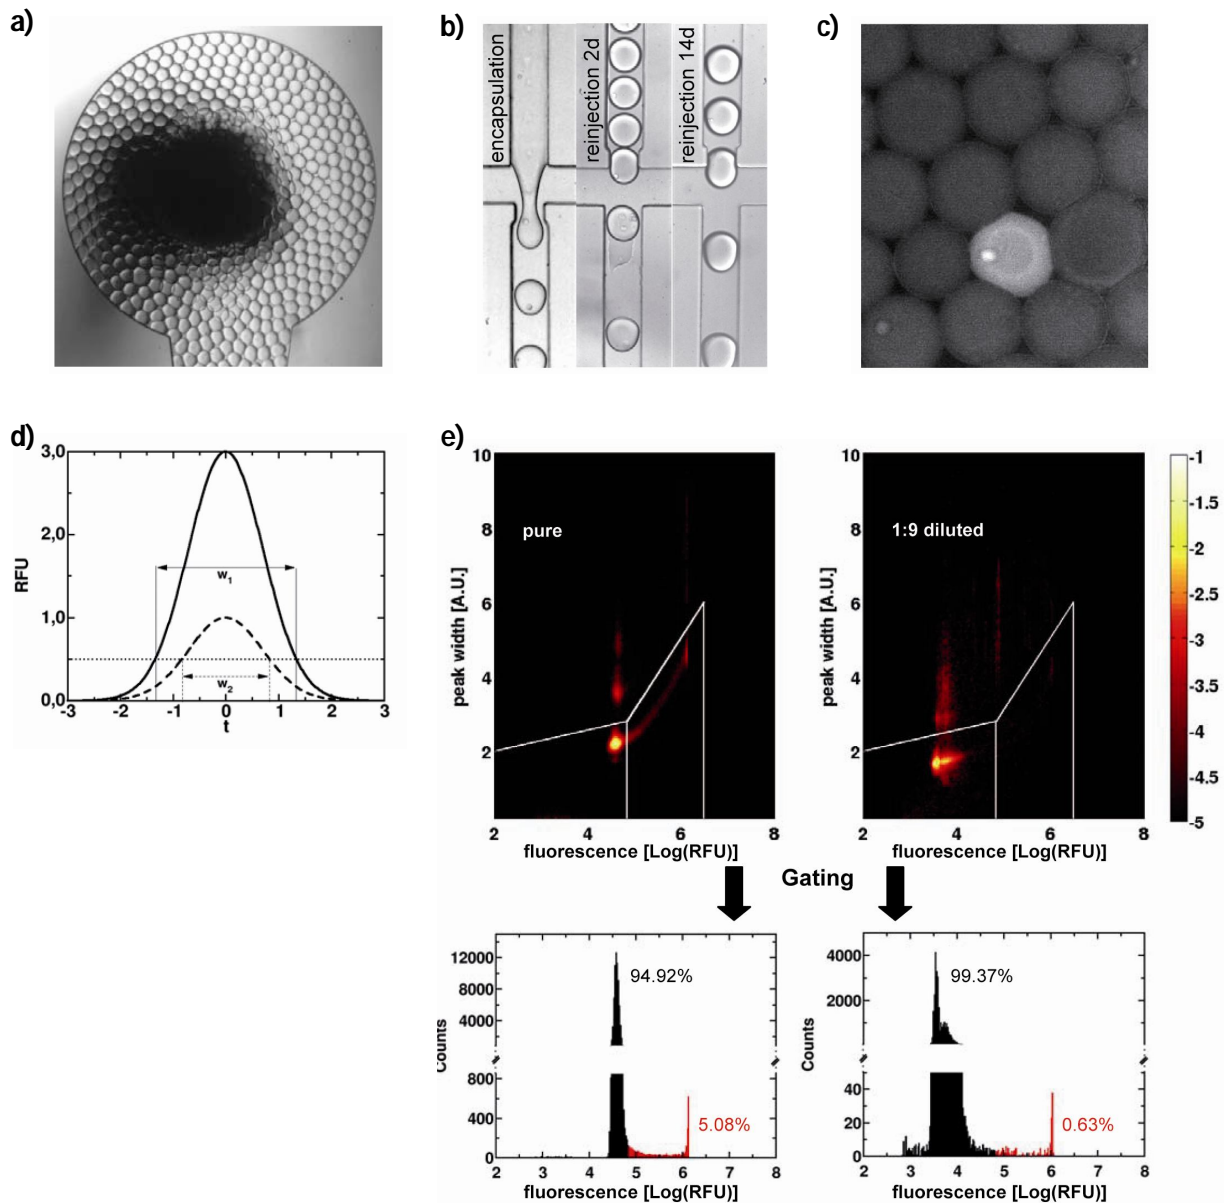 a)
b)
c)
encapsulation
reinjection 2d
reinjection 14d
d)
3,0
2,0
1,0
0,0
RFU
w1
w2
-3 -2 -1 0 1 2 3
t
e)
10
8
6
4
2
peak width [A.U.]
pure
2 4 6 8
fluorescence [Log(RFU)]
10
8
6
4
2
peak width [A.U.]
1:9 diluted
2 4 6 8
fluorescence [Log(RFU)]
-1
-1.5
-2
-2.5
-3
-3.5
-4
-4.5
-5
Gating
12000
8000
4000
800
400
0
Counts
94.92%
5.08%
2 3 4 5 6 7 8
fluorescence [Log(RFU)]
4000
2000
40
20
0
Counts
99.37%
0.63%
2 3 4 5 6 7 8
fluorescence [Log(RFU)]